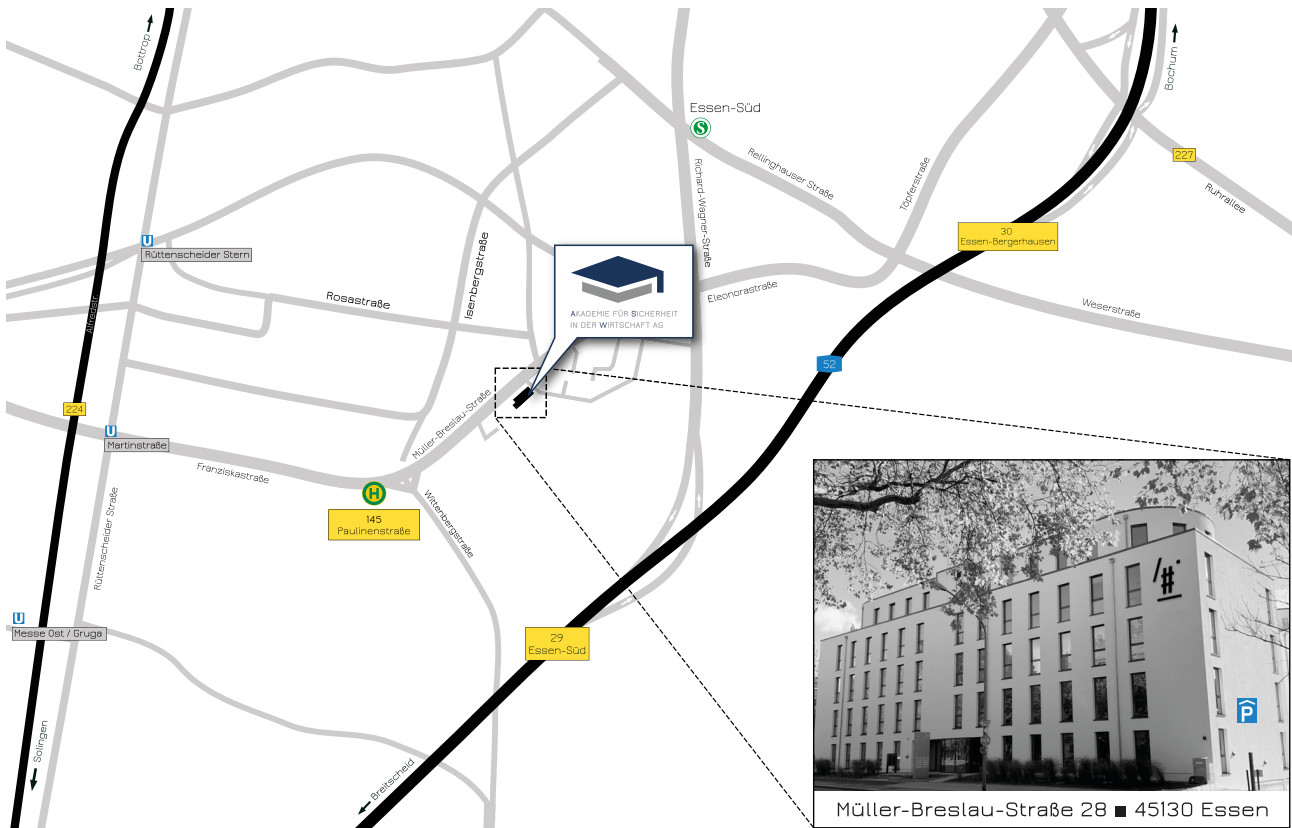 Bottrop
Bochum
Essen-Süd
S
Rellinghauser Straße
227
Ruhrallee
Töpferstraße
Richard-Wagner-Straße
30
Essen-Bergerhausen
U
Rüttenscheider Stern
Isenbergstraße
Rosastraße
AKADEMIE FÜR SICHERHEIT
IN DER WIRTSCHAFT AG
Eleonorastraße
Weserstraße
Alfredstr.
52
224
U
Martinstraße
Müller-Breslau-Straße
Franziskastraße
H
145
Paulinenstraße
Wittenbergstraße
Rüttenscheider Straße
U
Messe Ost / Gruga
29
Essen-Süd
Solingen
Breitscheid
/#·
P
Müller-Breslau-Straße 28 ■ 45130 Essen